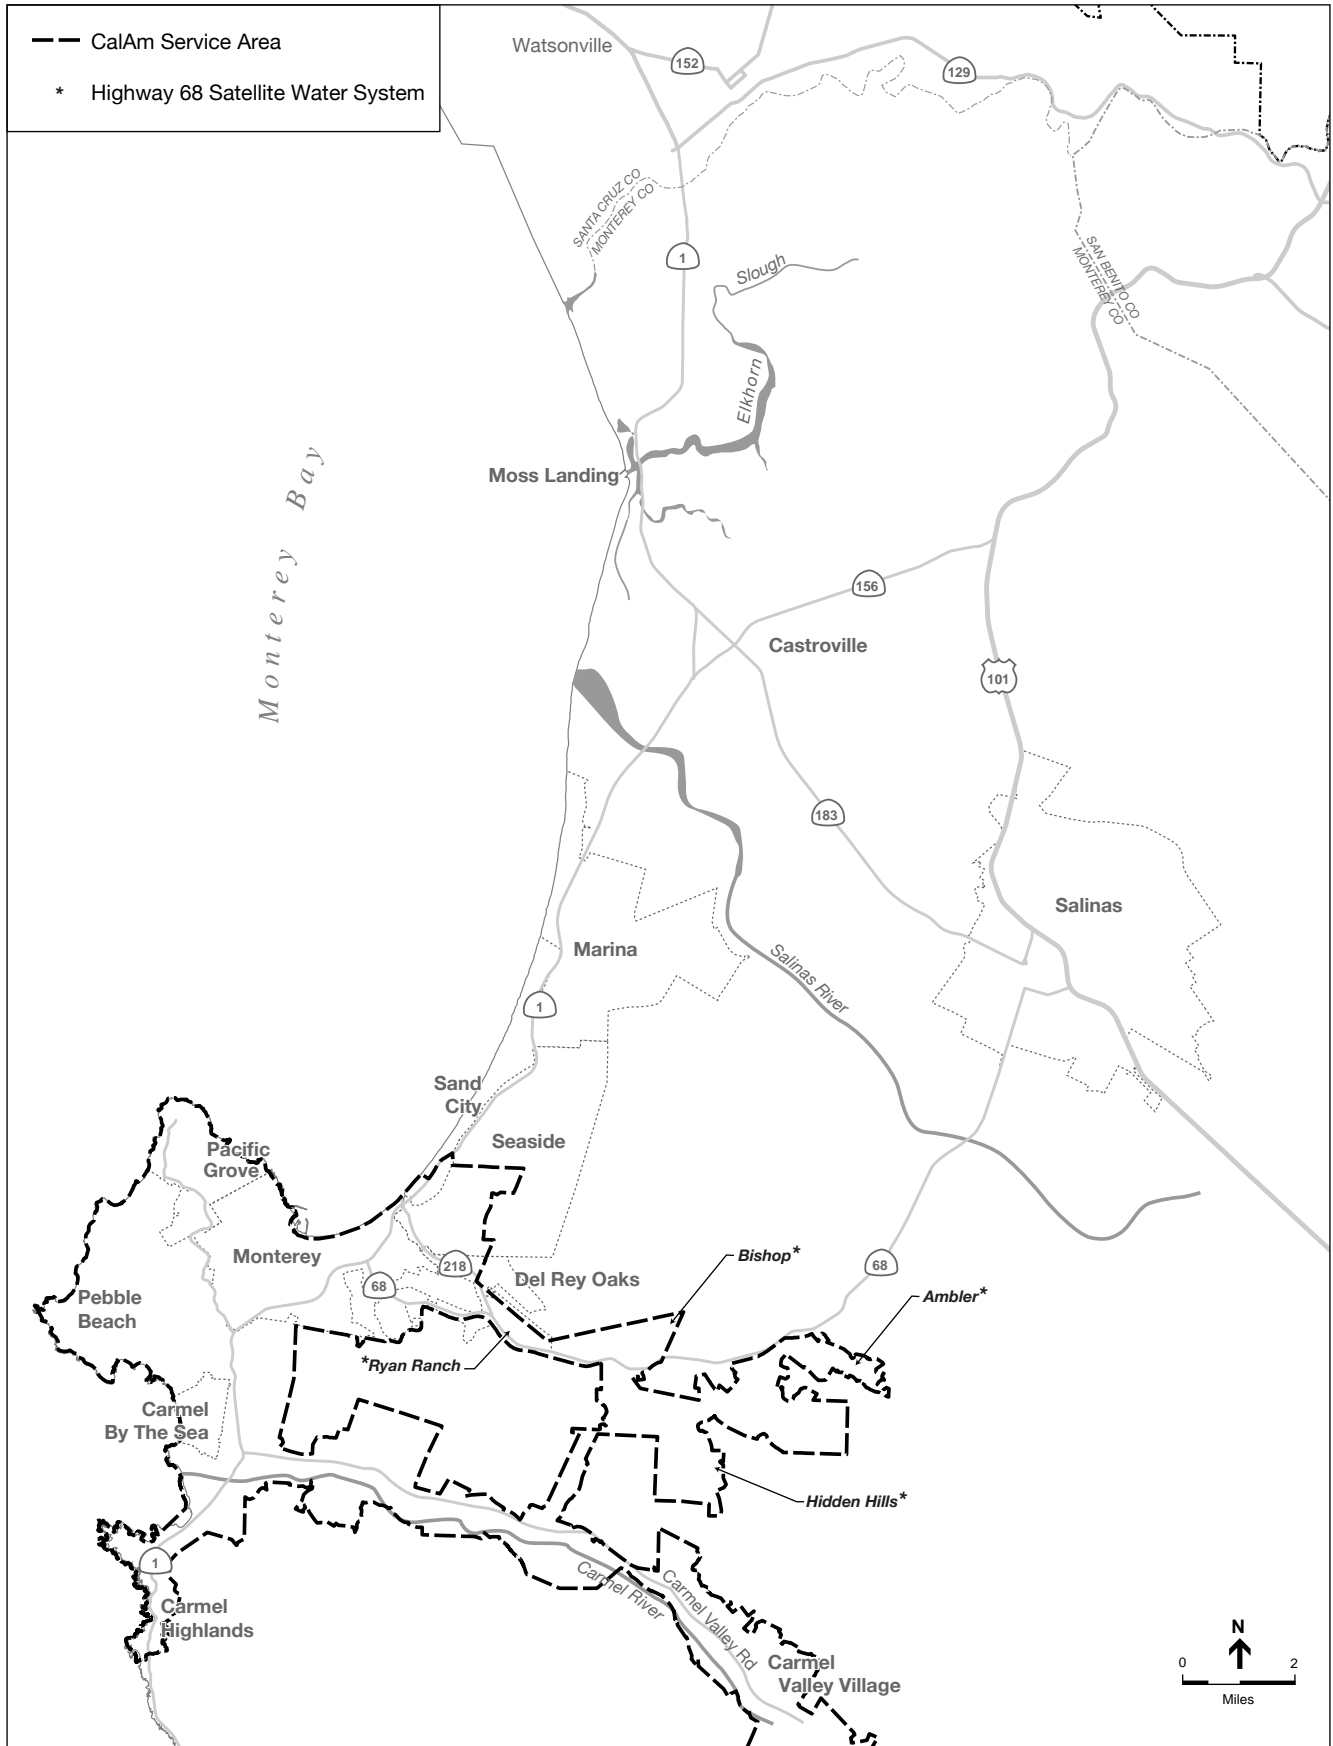 CalAm Service Area
* Highway 68 Satellite Water System
Watsonville
152
129
SANTA CRUZ CO
MONTEREY CO
1
Slough
SAN BENITO CO
MONTEREY CO
Elkhorn
Monterey Bay
Moss Landing
156
Castroville
101
183
Salinas
Marina
Salinas River
1
Sand
City
Seaside
Pacific
Grove
Monterey
Bishop*
218
68
68
Del Rey Oaks
Ambler*
Pebble
Beach
*Ryan Ranch
Carmel
By The Sea
Hidden Hills*
1
Carmel River
Carmel Valley Rd
Carmel
Highlands
Carmel
Valley Village
N
0 2
Miles